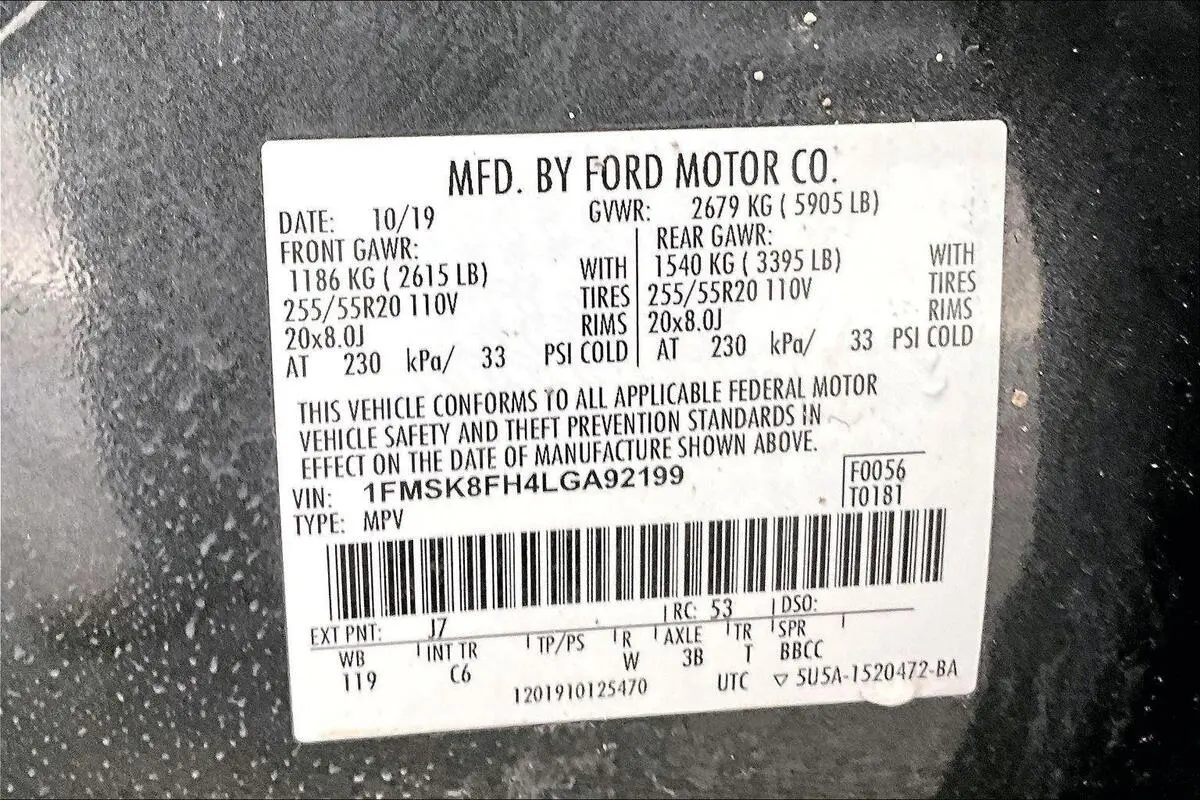 MFD. BY FORD MOTOR CO.
DATE: 10/19 GVWR: 2679 KG ( 5905 LB)
FRONT GAWR: REAR GAWR:
1186 KG ( 2615 LB) WITH 1540 KG ( 3395 LB) WITH
255/55R20 110V TIRES 255/55R20 110V TIRES
20x8.0J RIMS 20x8.0J RIMS
AT 230 kPa/ 33 PSI COLD AT 230 kPa/ 33 PSI COLD
THIS VEHICLE CONFORMS TO ALL APPLICABLE FEDERAL MOTOR
VEHICLE SAFETY AND THEFT PREVENTION STANDARDS IN
EFFECT ON THE DATE OF MANUFACTURE SHOWN ABOVE.
VIN: 1FMSK8FH4LGA92199 F0056
TYPE: MPV T0181
EXT PNT: J7 RC: 53 DSO:
WB INT TR TP/PS R AXLE TR SPR
119 C6 W 3B T BBCC
1201910125470 UTC ▽ 5U5A-1520472-BA